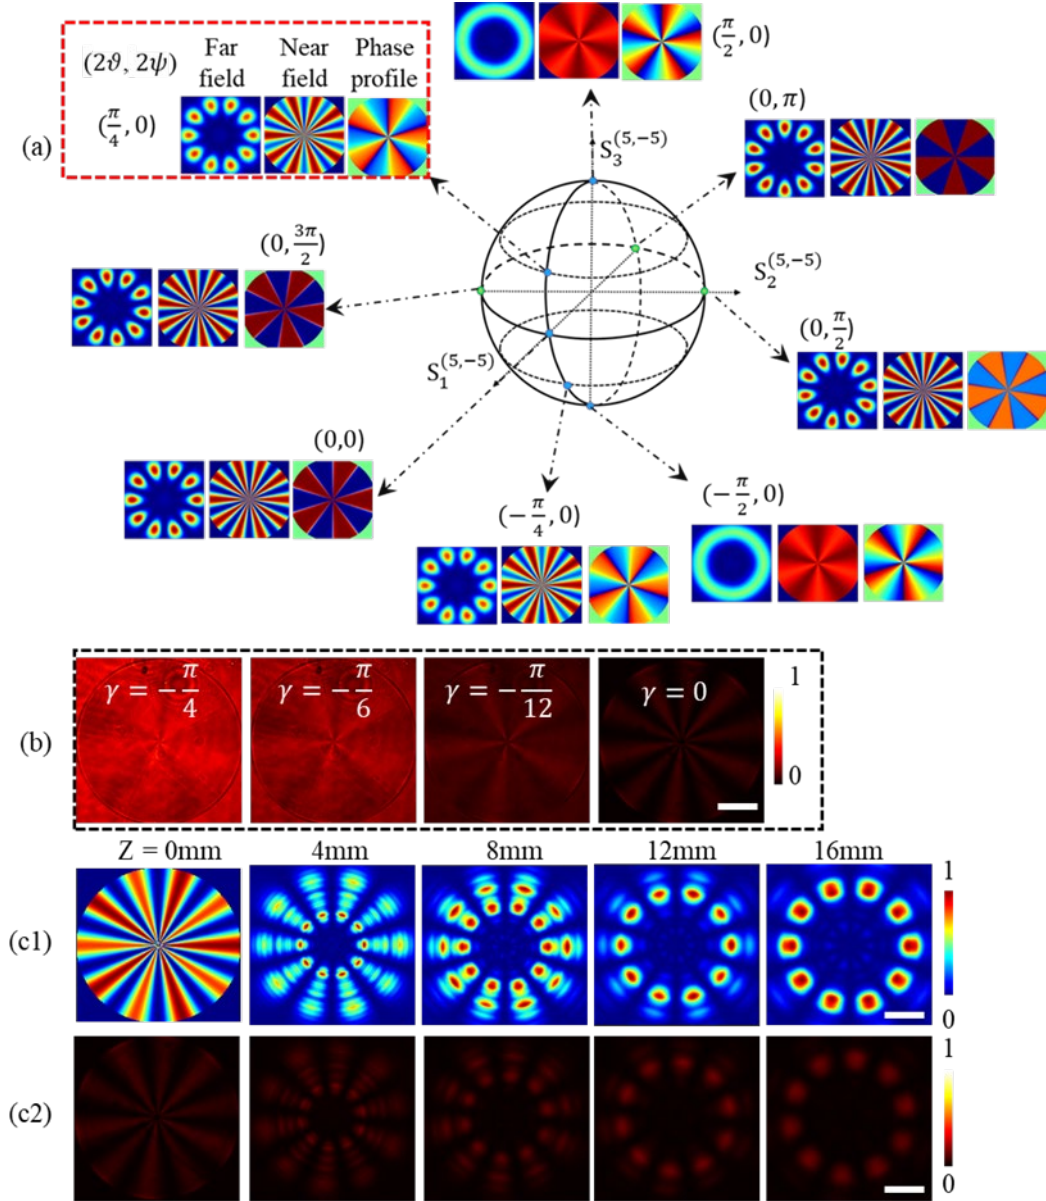 (π/2, 0)
(2ϑ, 2ψ) Far field Near field Phase profile
(π/4, 0)
(a)
(0, π)
S₃^(5,−5)
(0, 3π/2)
S₂^(5,−5)
(0, π/2)
S₁^(5,−5)
(0,0)
(−π/4, 0)
(−π/2, 0)
(b)
γ = −π/4
γ = −π/6
γ = −π/12
γ = 0
1
0
Z = 0mm 4mm 8mm 12mm 16mm
(c1)
1
0
(c2)
1
0